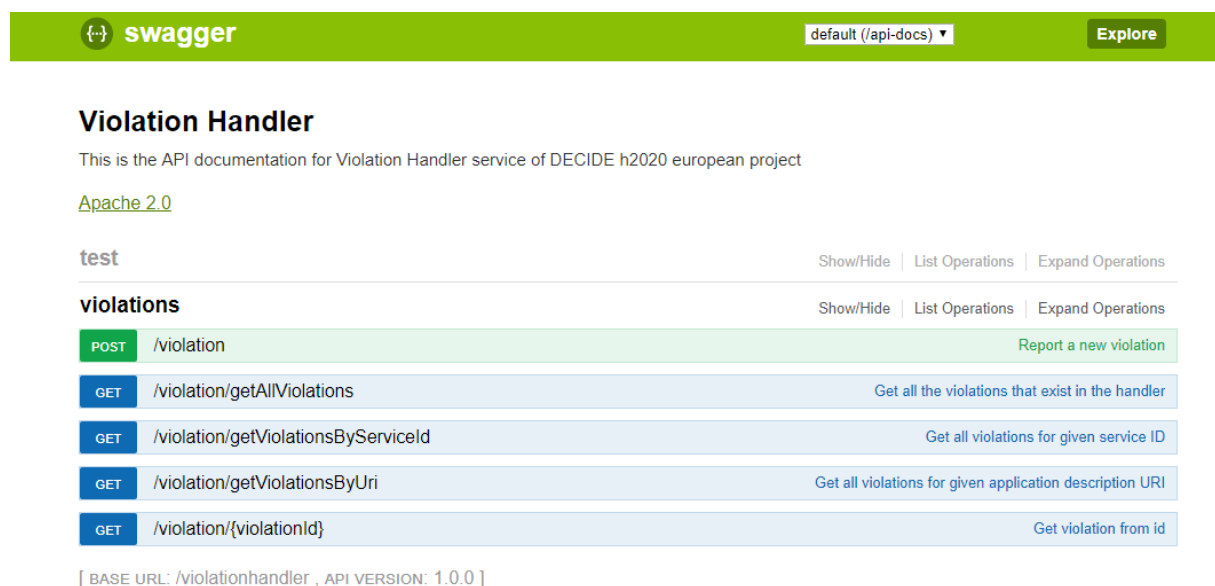 {··} swagger default (/api-docs) ▼ Explore
Violation Handler
This is the API documentation for Violation Handler service of DECIDE h2020 european project
Apache 2.0
test Show/Hide List Operations Expand Operations
violations Show/Hide List Operations Expand Operations
POST /violation Report a new violation
GET /violation/getAllViolations Get all the violations that exist in the handler
GET /violation/getViolationsByServiceId Get all violations for given service ID
GET /violation/getViolationsByUri Get all violations for given application description URI
GET /violation/{violationId} Get violation from id
[ BASE URL: /violationhandler , API VERSION: 1.0.0 ]